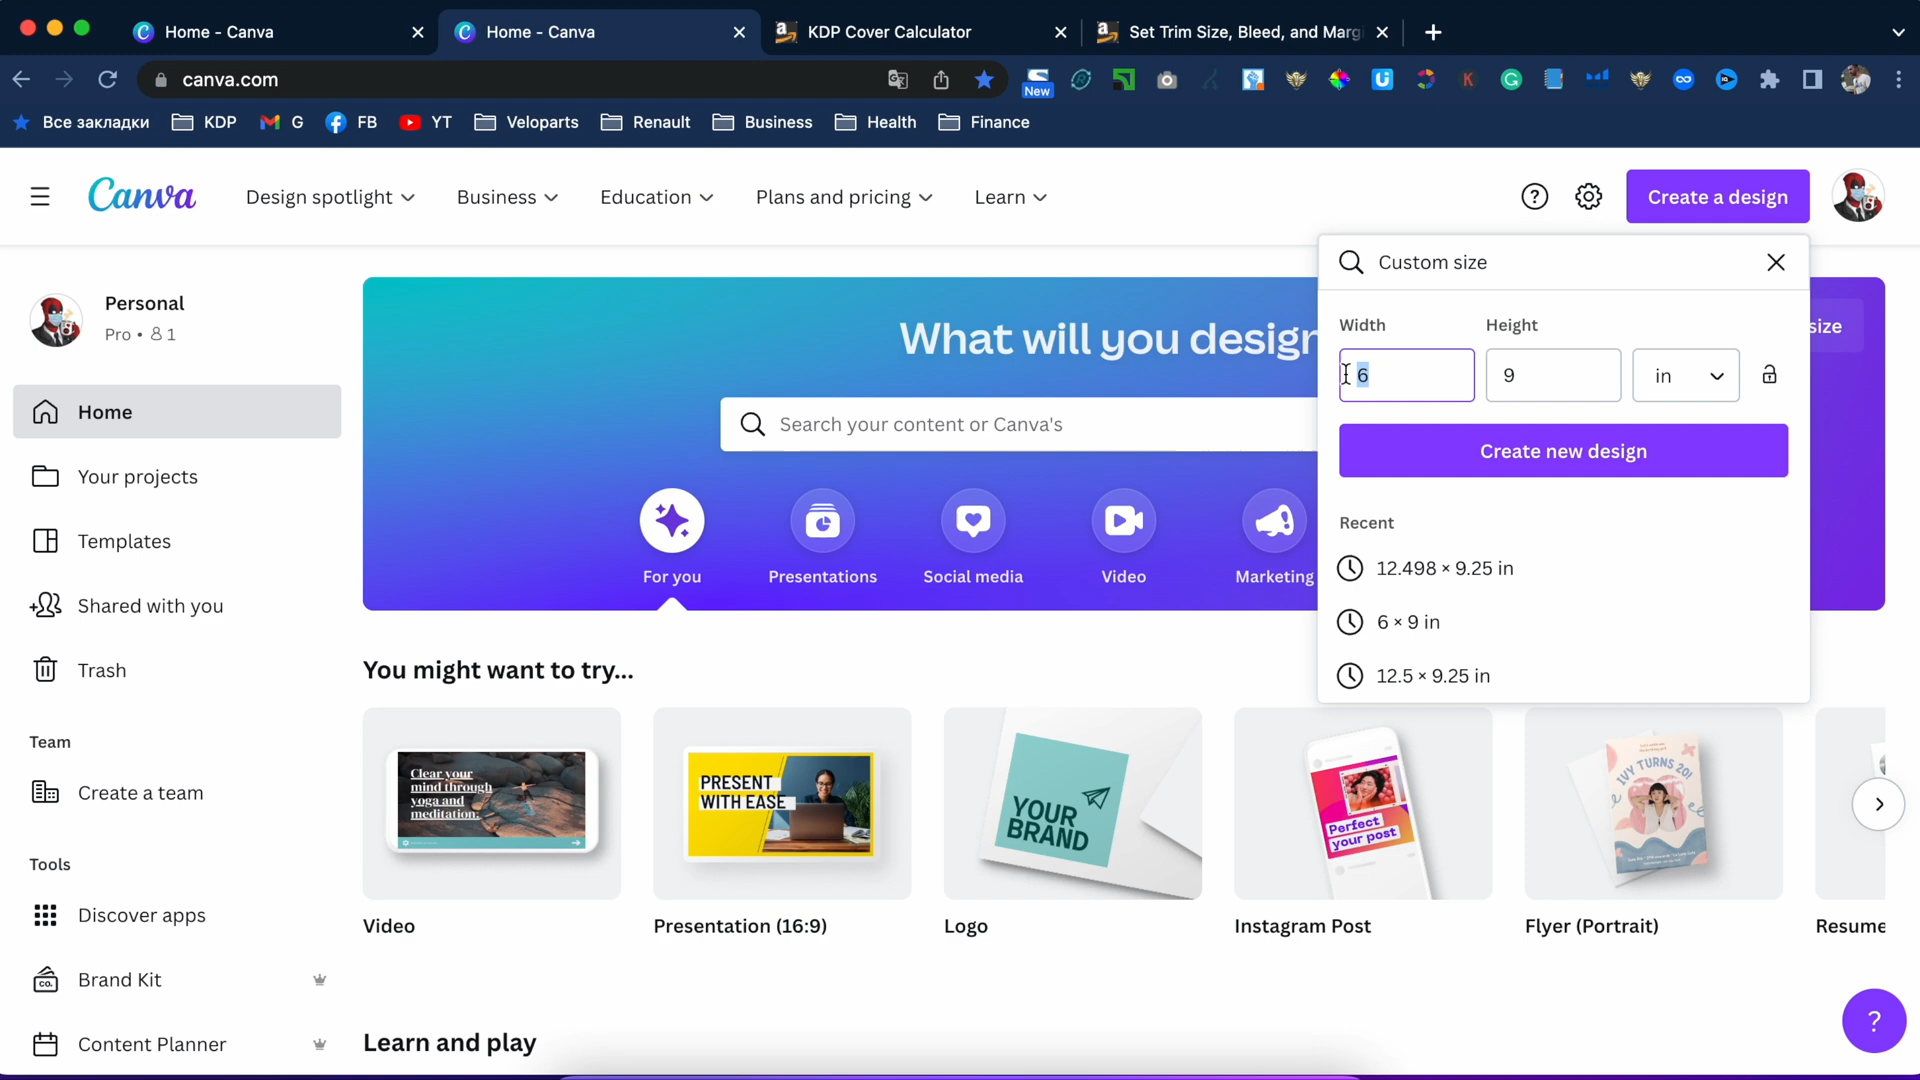 Home - Canva
Home - Canva
KDP Cover Calculator
Set Trim Size, Bleed, and Margi
canva.com
New
Все закладки
KDP
G
FB
YT
Veloparts
Renault
Business
Health
Finance
Canva
Design spotlight
Business
Education
Plans and pricing
Learn
Create a design
Custom size
Width
Height
6
9
in
Create new design
Recent
12.498 × 9.25 in
6 × 9 in
12.5 × 9.25 in
size
Personal
Pro • 1
Home
Your projects
Templates
Shared with you
Trash
Team
Create a team
Tools
Discover apps
Brand Kit
Content Planner
What will you design
Search your content or Canva's
For you
Presentations
Social media
Video
Marketing
You might want to try...
Clear your
mind through
yoga and
meditation.
PRESENT
WITH EASE
YOUR
BRAND
Perfect
your post
IVY TURNS 20!
Video
Presentation (16:9)
Logo
Instagram Post
Flyer (Portrait)
Resume
Learn and play
?